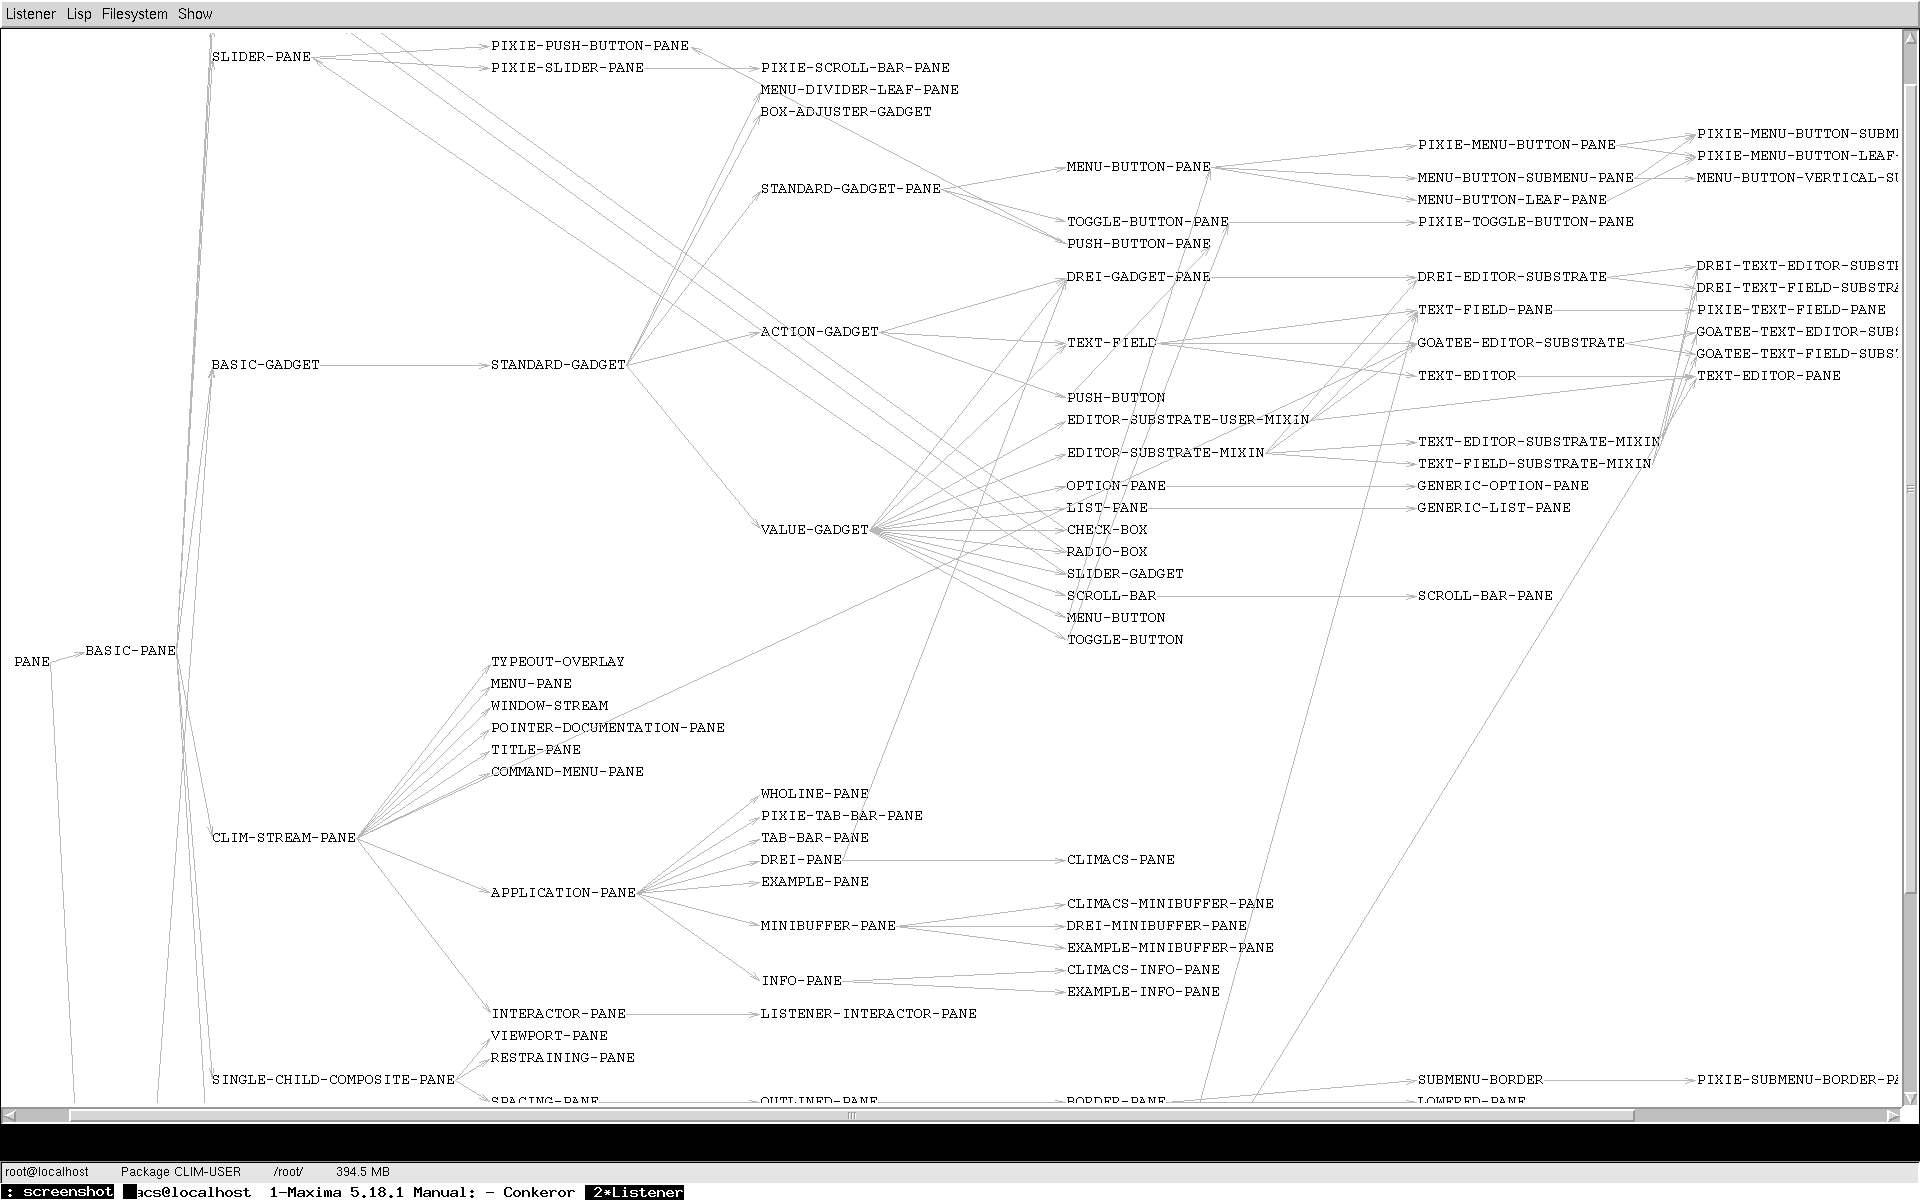 Listener Lisp Filesystem Show
PIXIE-PUSH-BUTTON-PANE
SLIDER-PANE
PIXIE-SLIDER-PANE PIXIE-SCROLL-BAR-PANE
MENU-DIVIDER-LEAF-PANE
BOX-ADJUSTER-GADGET
PIXIE-MENU-BUTTON-SUBM
PIXIE-MENU-BUTTON-PANE
PIXIE-MENU-BUTTON-LEAF-
MENU-BUTTON-PANE
MENU-BUTTON-SUBMENU-PANE MENU-BUTTON-VERTICAL-SU
STANDARD-GADGET-PANE
MENU-BUTTON-LEAF-PANE
TOGGLE-BUTTON-PANE PIXIE-TOGGLE-BUTTON-PANE
PUSH-BUTTON-PANE
DREI-TEXT-EDITOR-SUBST
DREI-GADGET-PANE DREI-EDITOR-SUBSTRATE
DREI-TEXT-FIELD-SUBSTRA
TEXT-FIELD-PANE PIXIE-TEXT-FIELD-PANE
ACTION-GADGET GOATEE-TEXT-EDITOR-SUBS
TEXT-FIELD GOATEE-EDITOR-SUBSTRATE
GOATEE-TEXT-FIELD-SUBST
BASIC-GADGET STANDARD-GADGET
TEXT-EDITOR TEXT-EDITOR-PANE
PUSH-BUTTON
EDITOR-SUBSTRATE-USER-MIXIN
TEXT-EDITOR-SUBSTRATE-MIXIN
EDITOR-SUBSTRATE-MIXIN
TEXT-FIELD-SUBSTRATE-MIXIN
OPTION-PANE GENERIC-OPTION-PANE
LIST-PANE GENERIC-LIST-PANE
VALUE-GADGET CHECK-BOX
RADIO-BOX
SLIDER-GADGET
SCROLL-BAR SCROLL-BAR-PANE
MENU-BUTTON
TOGGLE-BUTTON
BASIC-PANE
PANE TYPEOUT-OVERLAY
MENU-PANE
WINDOW-STREAM
POINTER-DOCUMENTATION-PANE
TITLE-PANE
COMMAND-MENU-PANE
WHOLINE-PANE
PIXIE-TAB-BAR-PANE
CLIM-STREAM-PANE TAB-BAR-PANE
DREI-PANE CLIMACS-PANE
EXAMPLE-PANE
APPLICATION-PANE
CLIMACS-MINIBUFFER-PANE
MINIBUFFER-PANE DREI-MINIBUFFER-PANE
EXAMPLE-MINIBUFFER-PANE
CLIMACS-INFO-PANE
INFO-PANE
EXAMPLE-INFO-PANE
INTERACTOR-PANE LISTENER-INTERACTOR-PANE
VIEWPORT-PANE
RESTRAINING-PANE
SINGLE-CHILD-COMPOSITE-PANE SUBMENU-BORDER PIXIE-SUBMENU-BORDER-PA
SPACING-PANE OUTLINED-PANE BORDER-PANE LOWERED-PANE
root@localhost Package CLIM-USER /root/ 394.5 MB
: screenshot acs@localhost 1-Maxima 5.18.1 Manual: - Conkeror 2*Listener